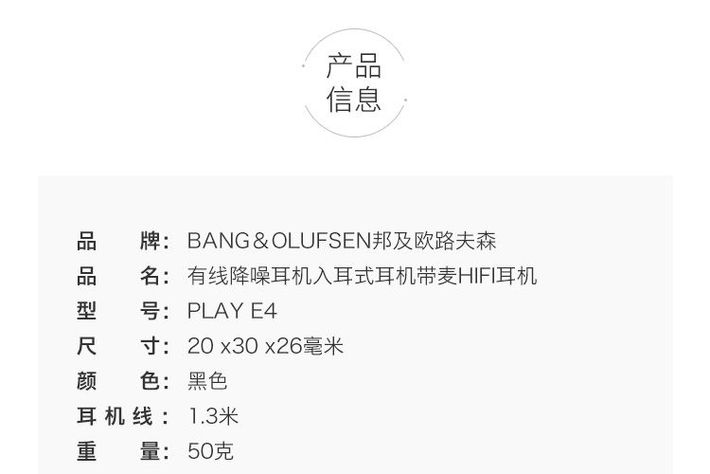 产品
信息
品 牌： BANG＆OLUFSEN邦及欧路夫森
品 名： 有线降噪耳机入耳式耳机带麦HIFI耳机
型 号： PLAY E4
尺 寸： 20 x30 x26毫米
颜 色： 黑色
耳机线： 1.3米
重 量： 50克